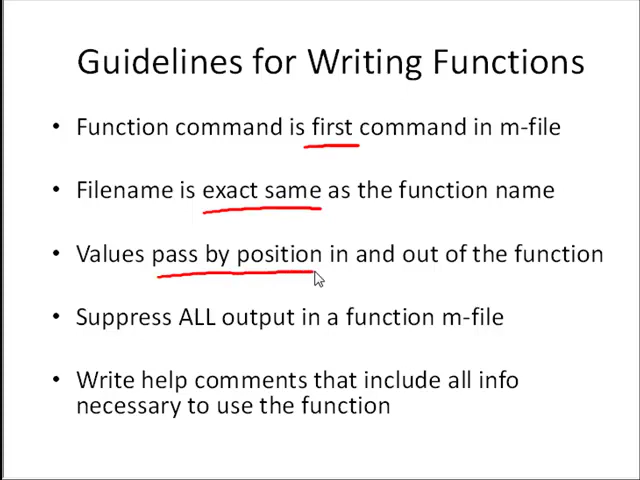 Guidelines for Writing Functions
• Function command is first command in m-file
• Filename is exact same as the function name
• Values pass by position in and out of the function
• Suppress ALL output in a function m-file
• Write help comments that include all info
necessary to use the function